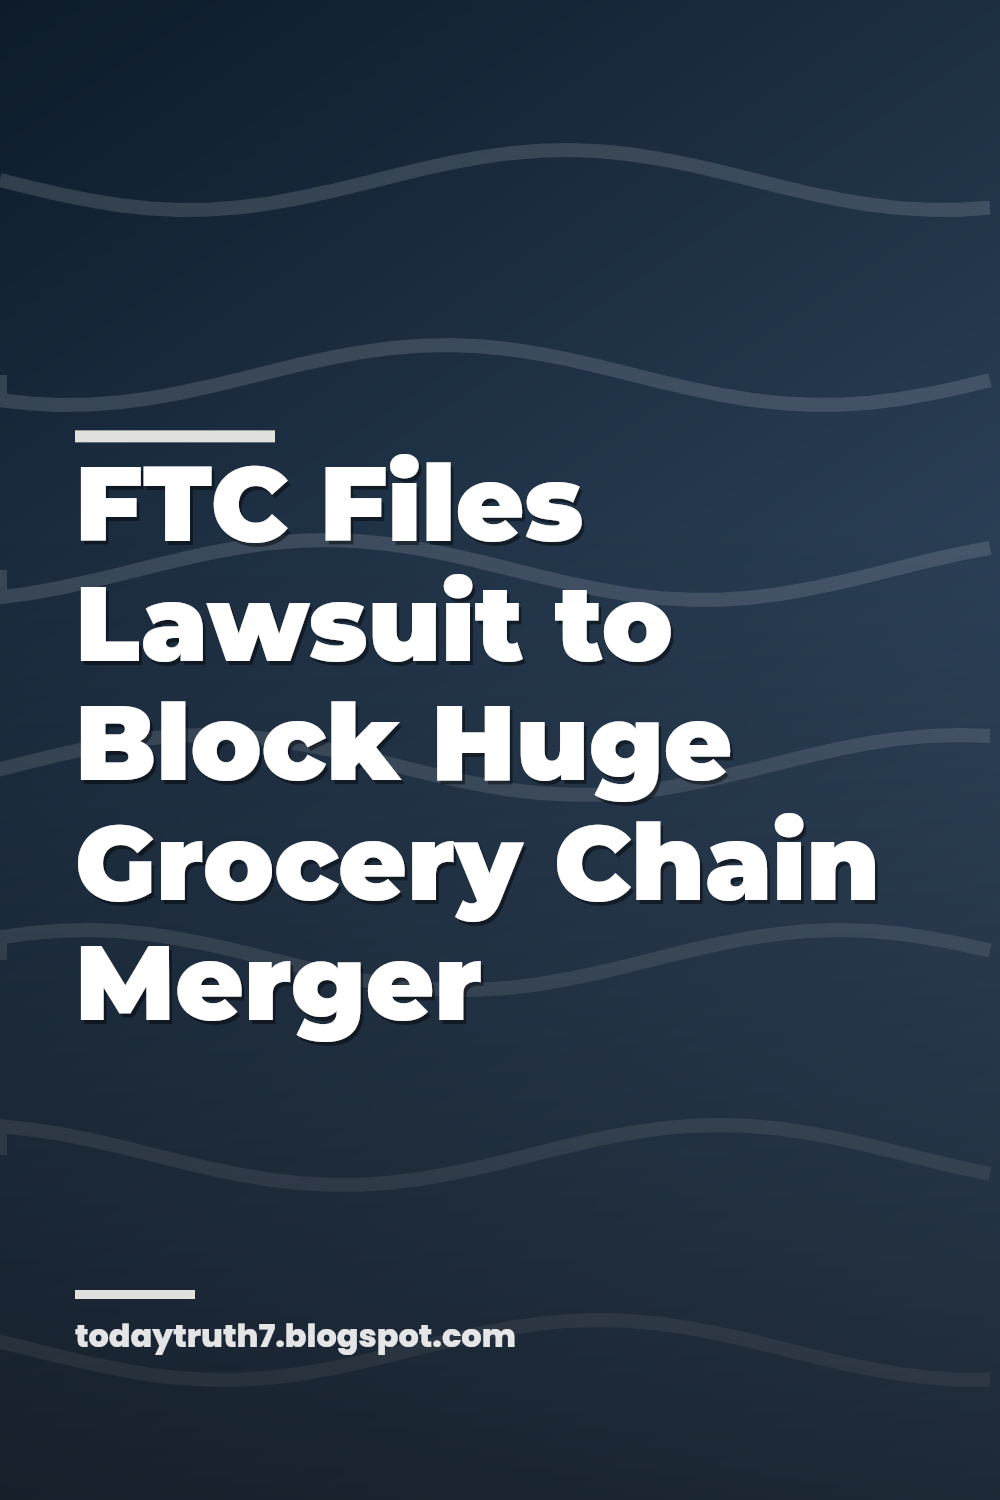 FTC Files
Lawsuit to
Block Huge
Grocery Chain
Merger
todaytruth7.blogspot.com